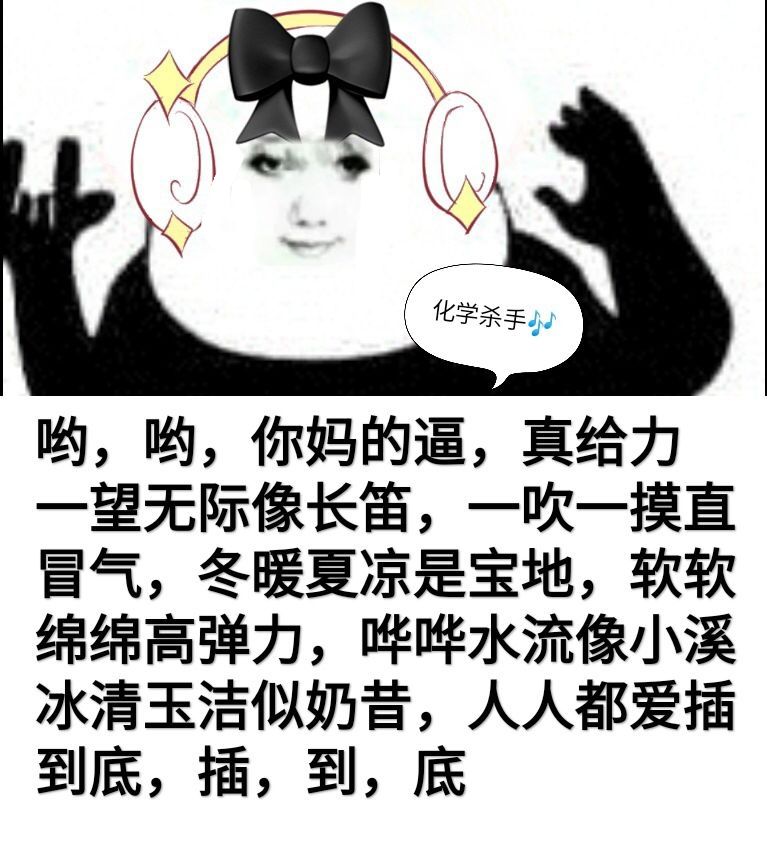 化学杀手🎶
哟，哟，你妈的逼，真给力
一望无际像长笛，一吹一摸直
冒气，冬暖夏凉是宝地，软软
绵绵高弹力，哗哗水流像小溪
冰清玉洁似奶昔，人人都爱插
到底，插，到，底